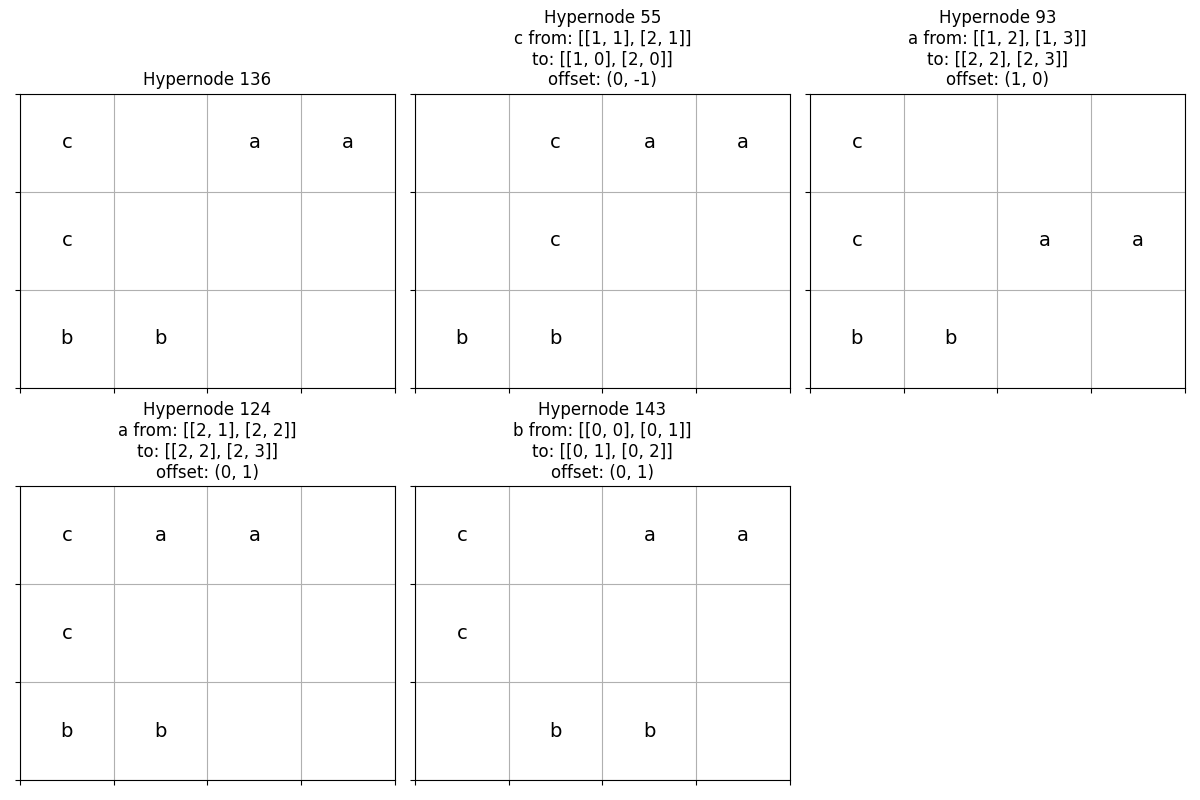 Hypernode 136
c a a
c
b b
Hypernode 55
c from: [[1, 1], [2, 1]]
to: [[1, 0], [2, 0]]
offset: (0, -1)
c a a
c
b b
Hypernode 93
a from: [[1, 2], [1, 3]]
to: [[2, 2], [2, 3]]
offset: (1, 0)
c
c a a
b b
Hypernode 124
a from: [[2, 1], [2, 2]]
to: [[2, 2], [2, 3]]
offset: (0, 1)
c a a
c
b b
Hypernode 143
b from: [[0, 0], [0, 1]]
to: [[0, 1], [0, 2]]
offset: (0, 1)
c a a
c
b b